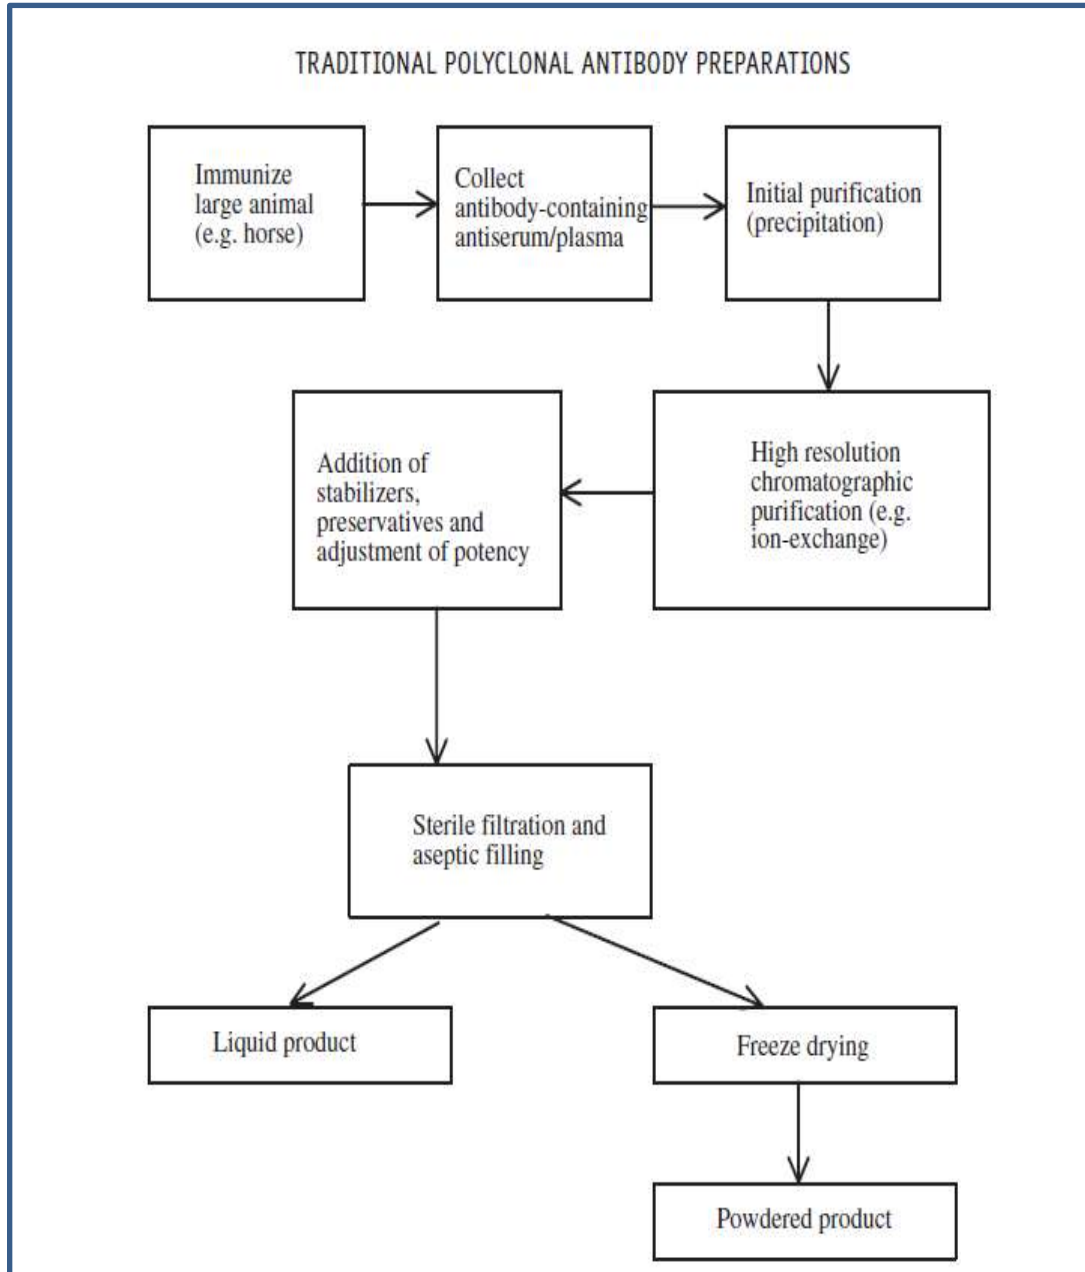 TRADITIONAL POLYCLONAL ANTIBODY PREPARATIONS
Immunize
large animal
(e.g. horse)
Collect
antibody-containing
antiserum/plasma
Initial purification
(precipitation)
High resolution
chromatographic
purification (e.g.
ion-exchange)
Addition of
stabilizers,
preservatives and
adjustment of potency
Sterile filtration and
aseptic filling
Liquid product
Freeze drying
Powdered product